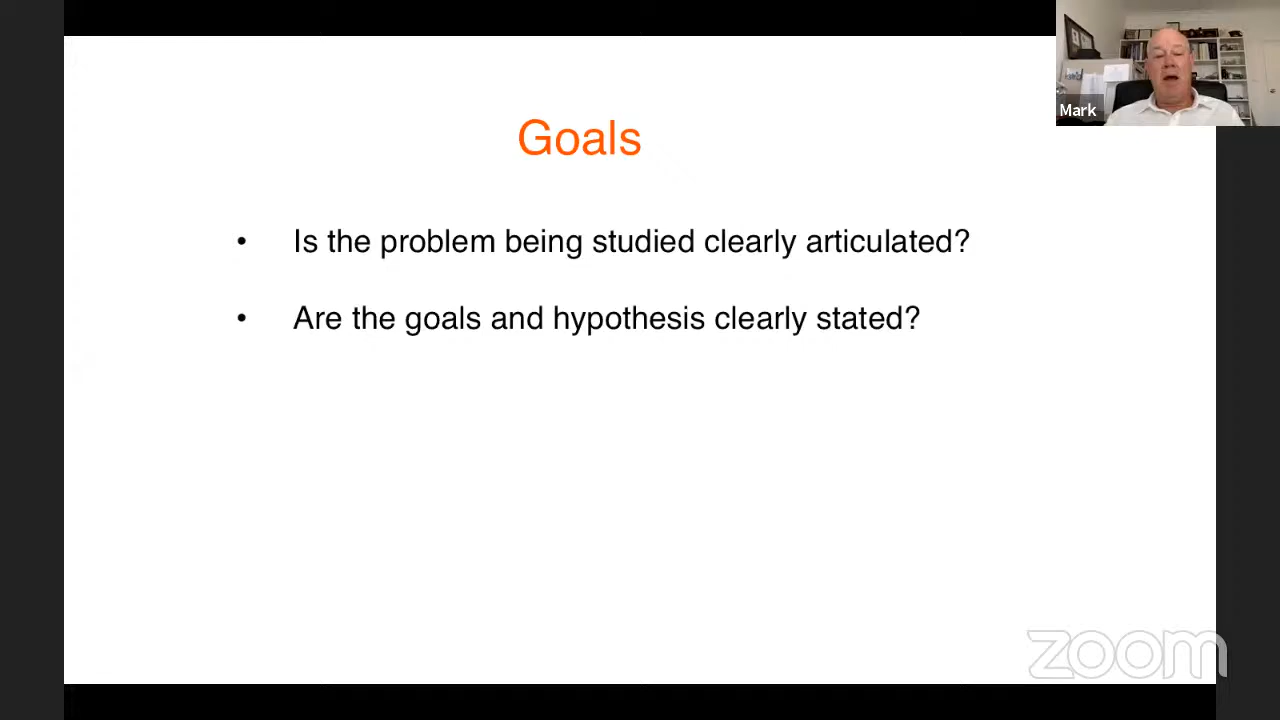 Goals
• Is the problem being studied clearly articulated?
• Are the goals and hypothesis clearly stated?
Mark
zoom